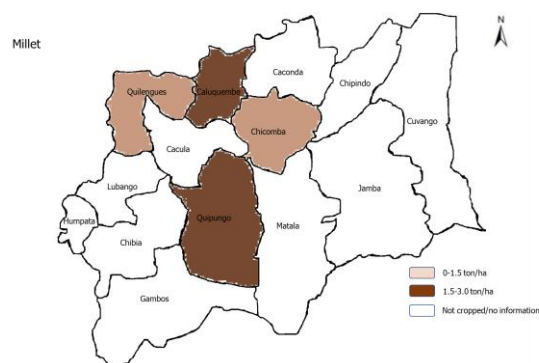 N
Millet
Caconda
Chipindo
Quilengues
Caluquemba
Cuvango
Chicomba
Cacula
Lubango
Jamba
Humpata
Quipungo
Matala
Chibia
Gambos
0-1.5 ton/ha
1.5-3.0 ton/ha
Not cropped/no information